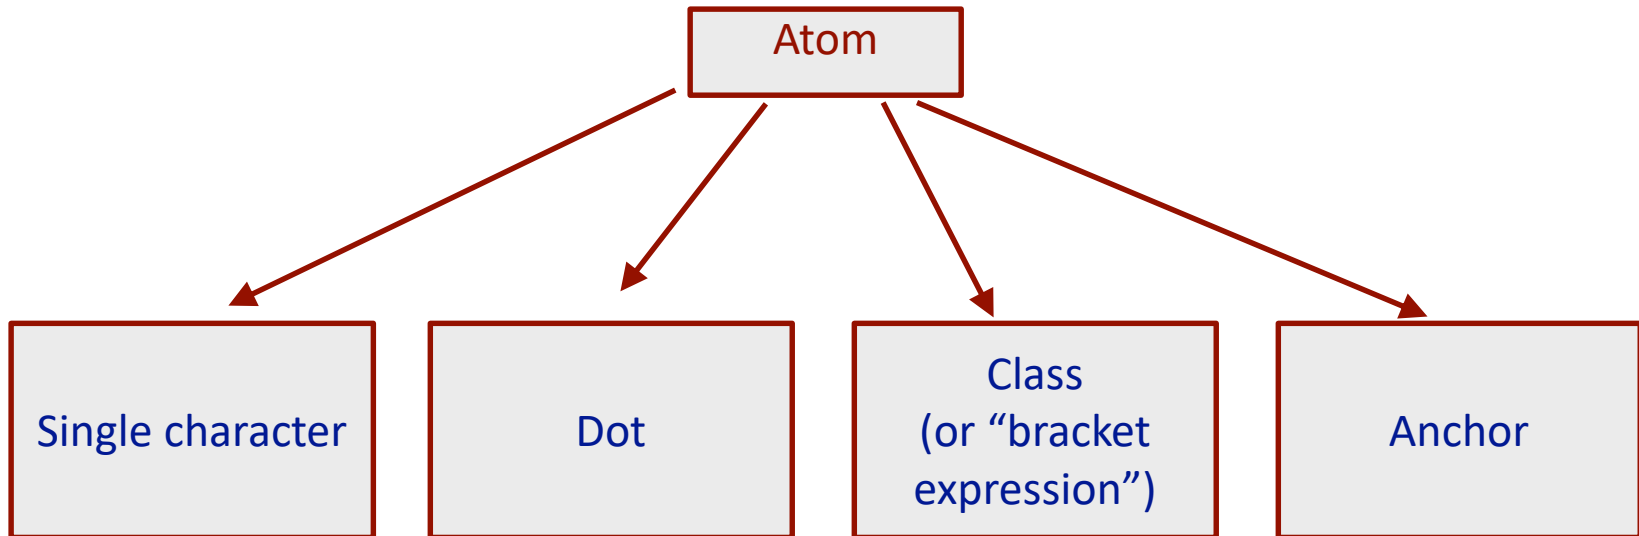 Atom
Single character
Dot
Class
(or “bracket
expression”)
Anchor